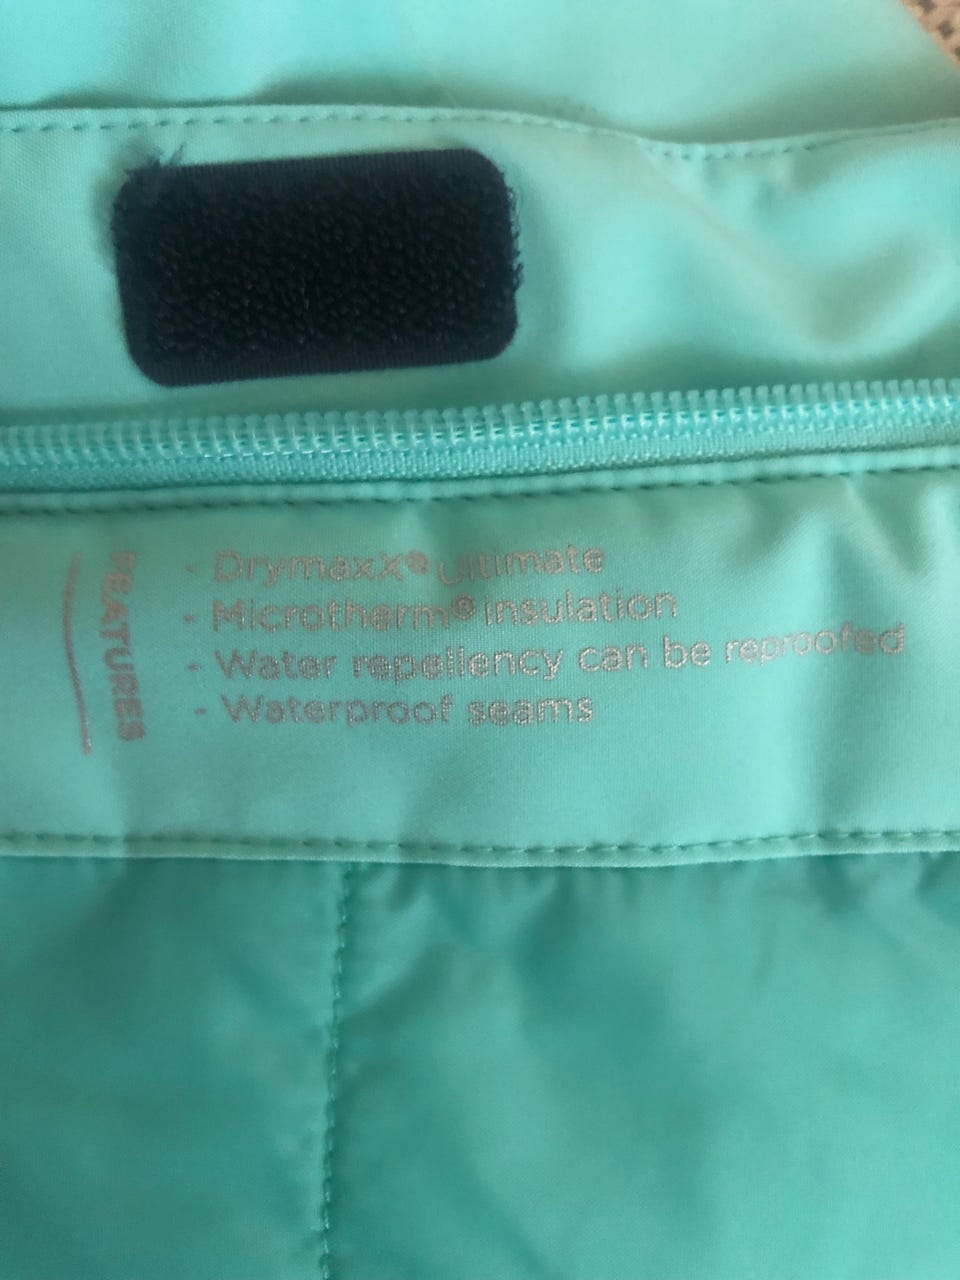 FEATURES
- DrymaxX® Ultimate
- Microtherm® insulation
- Water repellency can be reproofed
- Waterproof seams